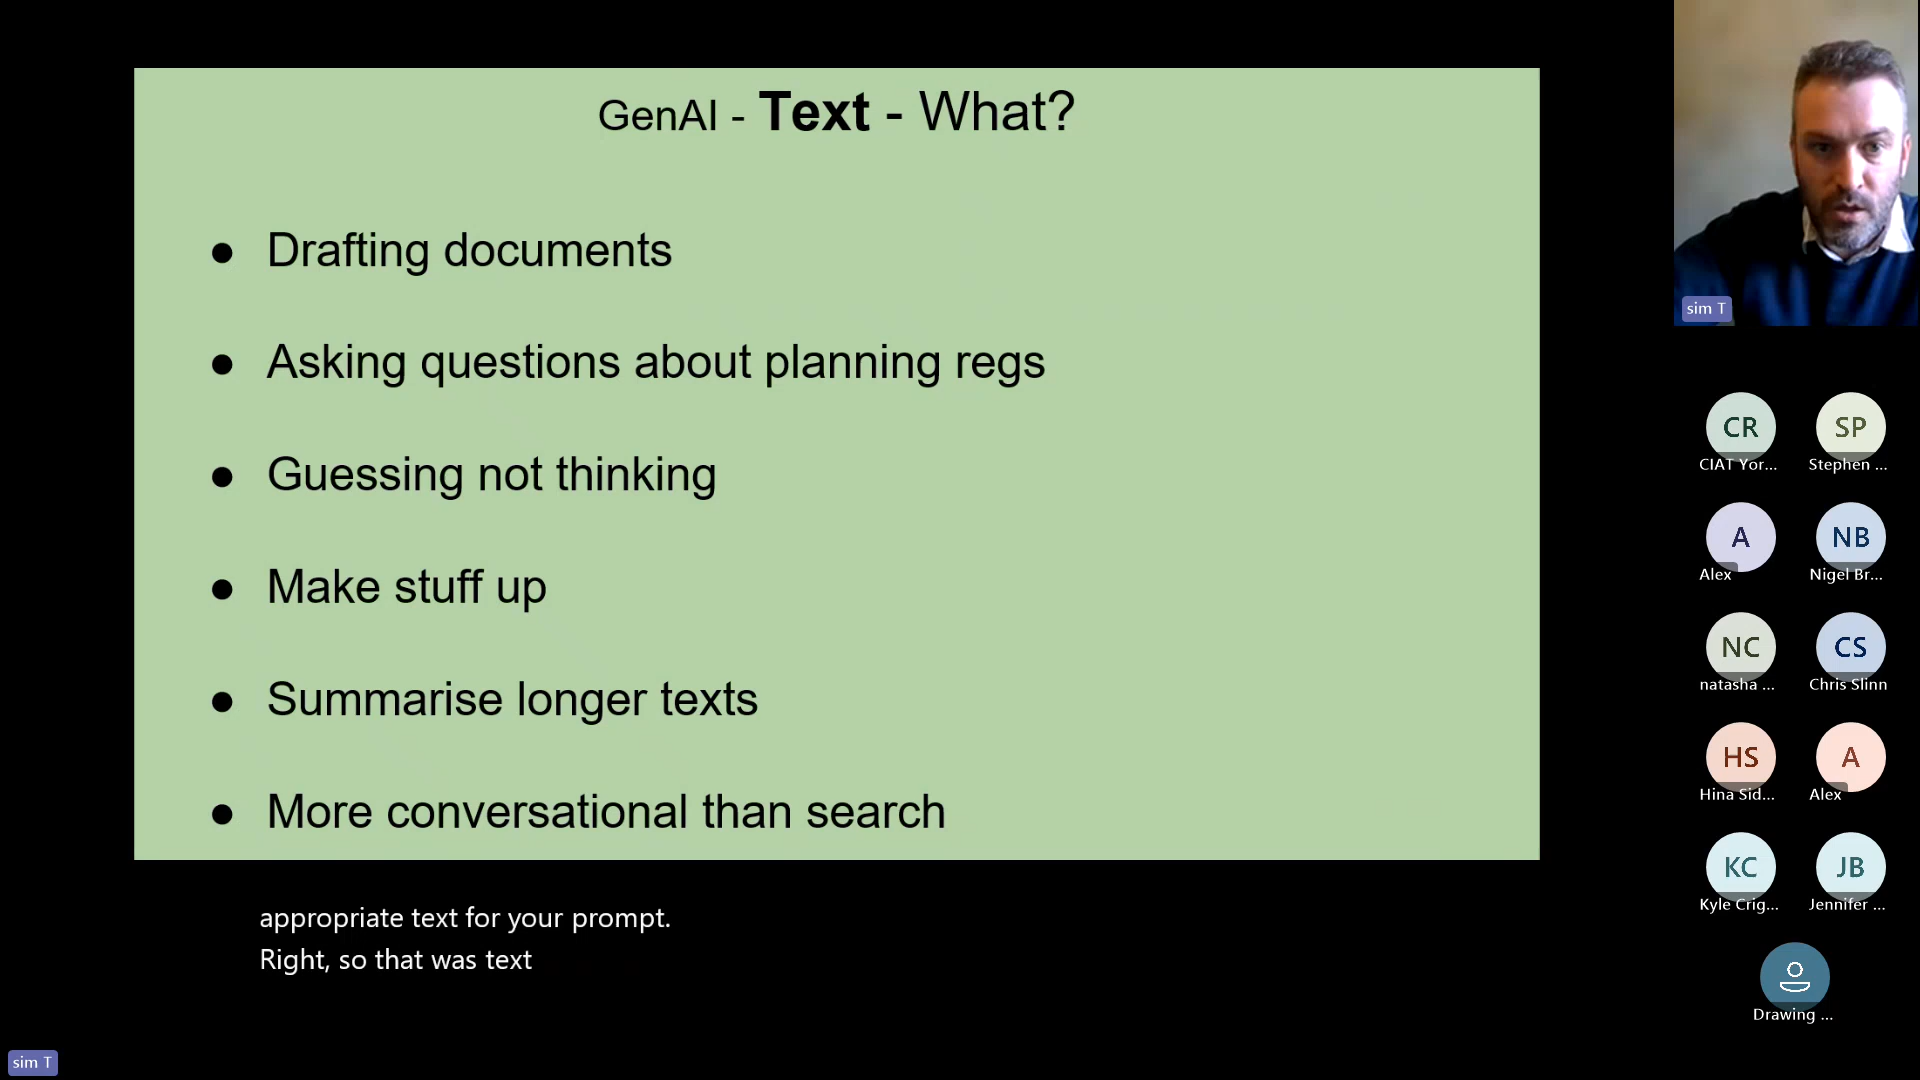 GenAI - Text - What?
● Drafting documents
● Asking questions about planning regs
● Guessing not thinking
● Make stuff up
● Summarise longer texts
● More conversational than search
appropriate text for your prompt.
Right, so that was text
sim T
sim T
CR
CIAT Yor...
SP
Stephen ...
A
Alex
NB
Nigel Br...
NC
natasha ...
CS
Chris Slinn
HS
Hina Sid...
A
Alex
KC
Kyle Crig...
JB
Jennifer ...
Drawing ...